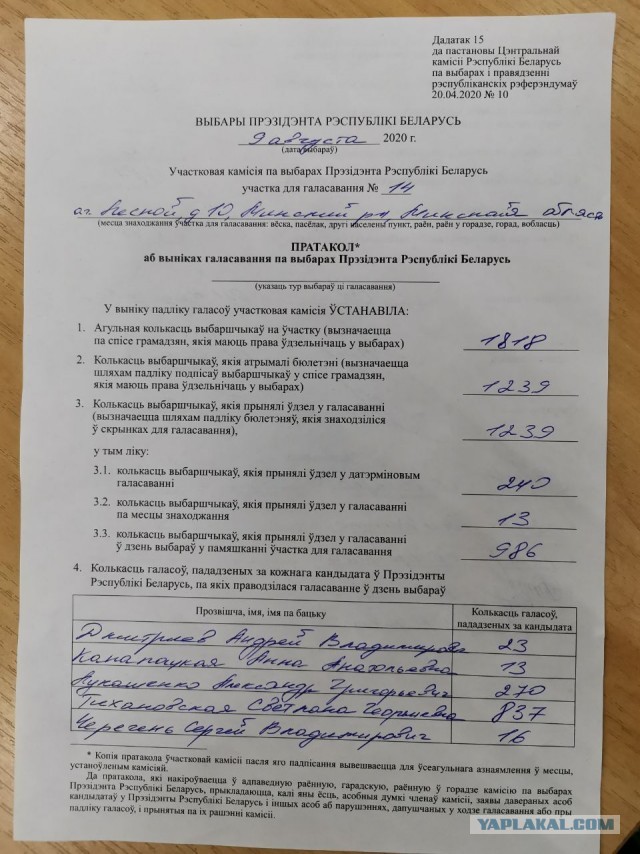 Дадатак 15
да пастановы Цэнтральнай
камісіі Рэспублікі Беларусь
па выбарах і правядзенні
рэспубліканскіх рэферэндумаў
20.04.2020 № 10
ВЫБАРЫ ПРЭЗІДЭНТА РЭСПУБЛІКІ БЕЛАРУСЬ
9 августа 2020 г.
(дата выбараў)
Участковая камісія па выбарах Прэзідэнта Рэспублікі Беларусь
участка для галасавання № 14
а.г. Лесной д 10, Минский р-н, Минская
(месца знаходжання ўчастка для галасавання: вёска, пасёлак, другі населены пункт, раён, раён у горадзе, горад, вобласць)
ПРАТАКОЛ*
аб выніках галасавання па выбарах Прэзідэнта Рэспублікі Беларусь
(указаць тур выбараў ці галасавання)
У выніку падліку галасоў участковая камісія ЎСТАНАВІЛА:
1. Агульная колькасць выбаршчыкаў на ўчастку (вызначаецца
па спісе грамадзян, якія маюць права ўдзельнічаць у выбарах) 1818
2. Колькасць выбаршчыкаў, якія атрымалі бюлетэні (вызначаецца
шляхам падліку подпісаў выбаршчыкаў у спісе грамадзян,
якія маюць права ўдзельнічаць у выбарах) 1239
3. Колькасць выбаршчыкаў, якія прынялі ўдзел у галасаванні
(вызначаецца шляхам падліку бюлетэняў, якія знаходзіліся
ў скрынках для галасавання), 1239
у тым ліку:
3.1. колькасць выбаршчыкаў, якія прынялі ўдзел у датэрміновым
галасаванні 240
3.2. колькасць выбаршчыкаў, якія прынялі ўдзел у галасаванні
па месцы знаходжання 13
3.3. колькасць выбаршчыкаў, якія прынялі ўдзел у галасаванні
ў дзень выбараў у памяшканні ўчастка для галасавання 986
4. Колькасць галасоў, пададзеных за кожнага кандыдата ў Прэзідэнты
Рэспублікі Беларусь, па якіх праводзілася галасаванне ў дзень выбараў
Прозвішча, імя, імя па бацьку Колькасць галасоў,
пададзеных за кандыдата
Дмитриев Андрей Владимирови 23
Канапацкая Анна Анатольевна 13
Лукашенко Александр Григорьевич 270
Тихановская Светлана Георгиевна 837
Черечень Сергей Владимирович 16
* Копія пратакола ўчастковай камісіі пасля яго падпісання вывешваецца для ўсеагульнага азнаямлення ў месцы,
устаноўленым камісіяй.
Да пратакола, які накіроўваецца ў адпаведную раённую, гарадскую, раённую ў горадзе камісію па выбарах
Прэзідэнта Рэспублікі Беларусь, прыкладаюцца, калі яны ёсць, асобныя думкі членаў камісіі, заявы давераных асоб
кандыдатаў у Прэзідэнты Рэспублікі Беларусь і іншых асоб аб парушэннях, дапушчаных у ходзе галасавання або пры
падліку галасоў, і прынятыя па іх рашэнні камісіі.
YAPLAKAL.COM